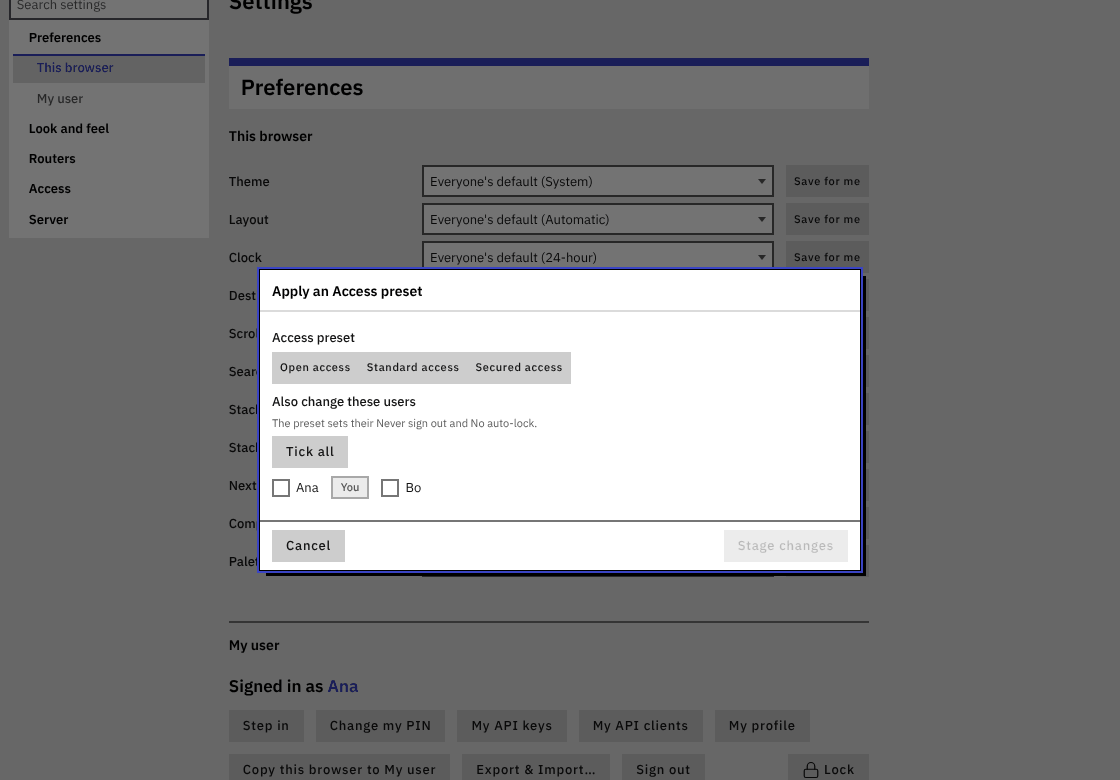 Search settings
Settings
Preferences
This browser
My user
Look and feel
Routers
Access
Server
Preferences
This browser
Theme
Everyone's default (System)
Save for me
Layout
Everyone's default (Automatic)
Save for me
Clock
Everyone's default (24-hour)
Save for me
Apply an Access preset
Access preset
Open access
Standard access
Secured access
Also change these users
The preset sets their Never sign out and No auto-lock.
Tick all
Ana
You
Bo
Cancel
Stage changes
Next
My user
Signed in as Ana
Step in
Change my PIN
My API keys
My API clients
My profile
Copy this browser to My user
Export & Import...
Sign out
Lock